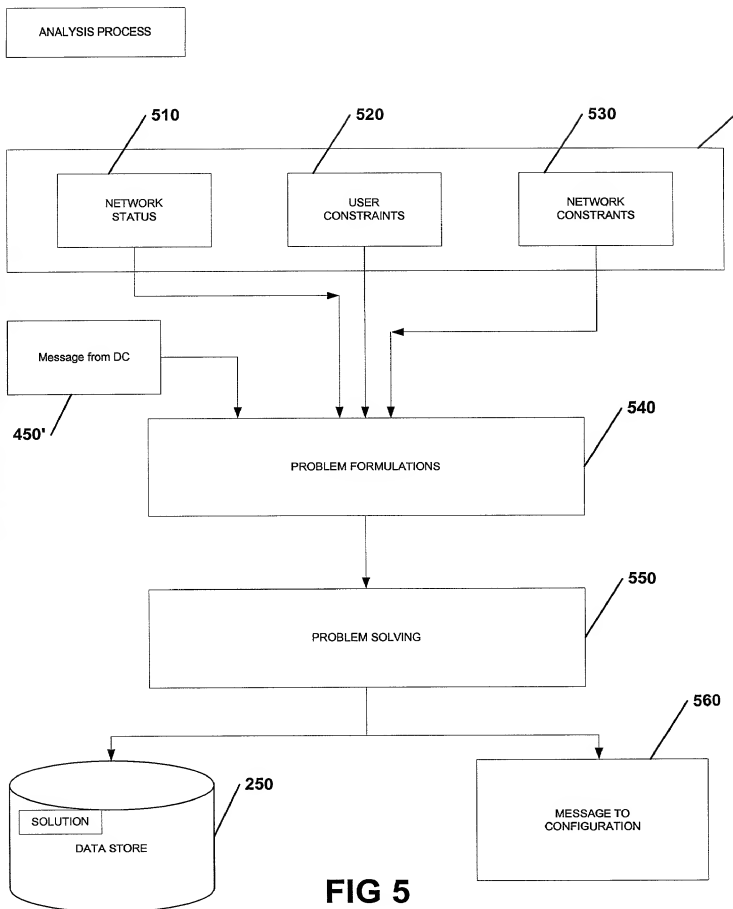 ANALYSIS PROCESS
510
520
530
NETWORK
STATUS
USER
CONSTRAINTS
NETWORK
CONSTRANTS
Message from DC
450'
540
PROBLEM FORMULATIONS
550
PROBLEM SOLVING
560
250
SOLUTION
DATA STORE
MESSAGE TO
CONFIGURATION
FIG 5